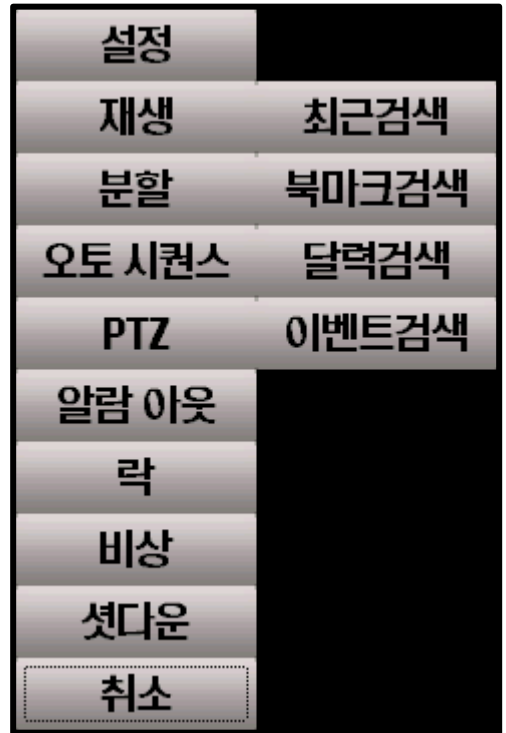 설정
재생 최근검색
분할 북마크검색
오토 시퀀스 달력검색
PTZ 이벤트검색
알람 아웃
락
비상
셧다운
취소